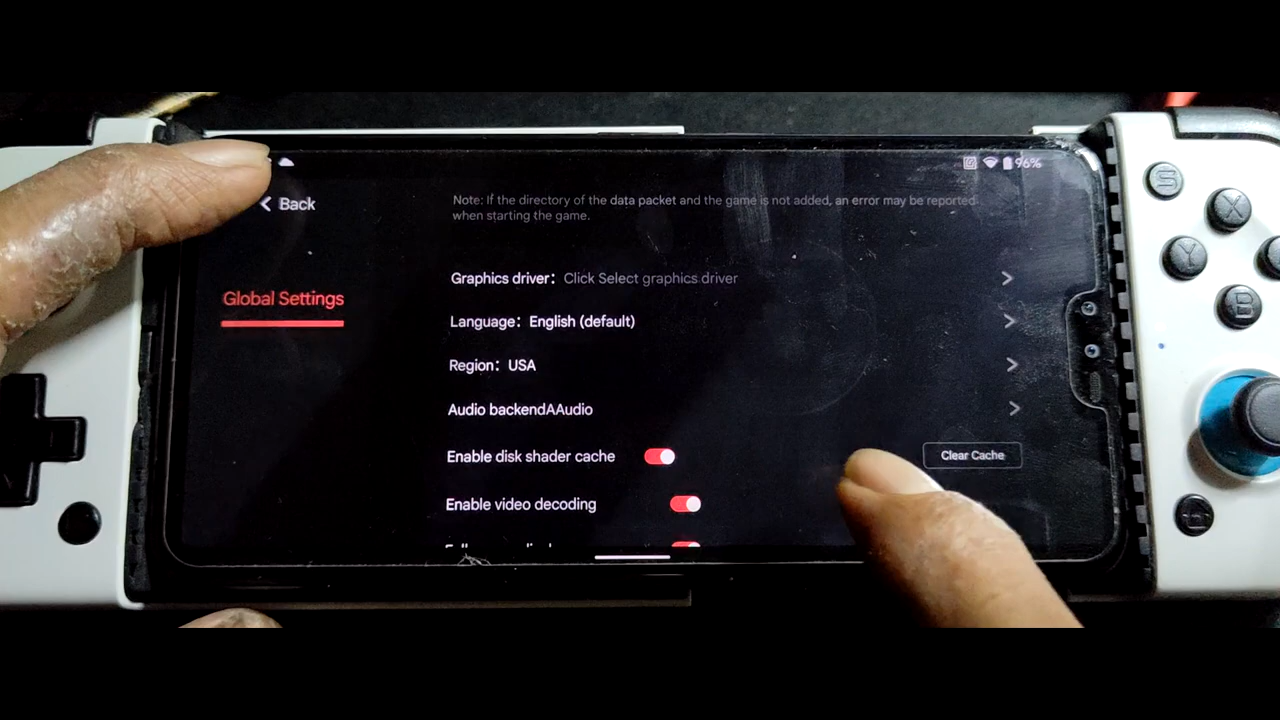 96%
Back
Note: If the directory of the data packet and the game is not added, an error may be reported
when starting the game.
Graphics driver: Click Select graphics driver
Global Settings
Language: English (default)
Region: USA
Audio backendAAudio
Enable disk shader cache
Clear Cache
Enable video decoding
S
X
Y
B